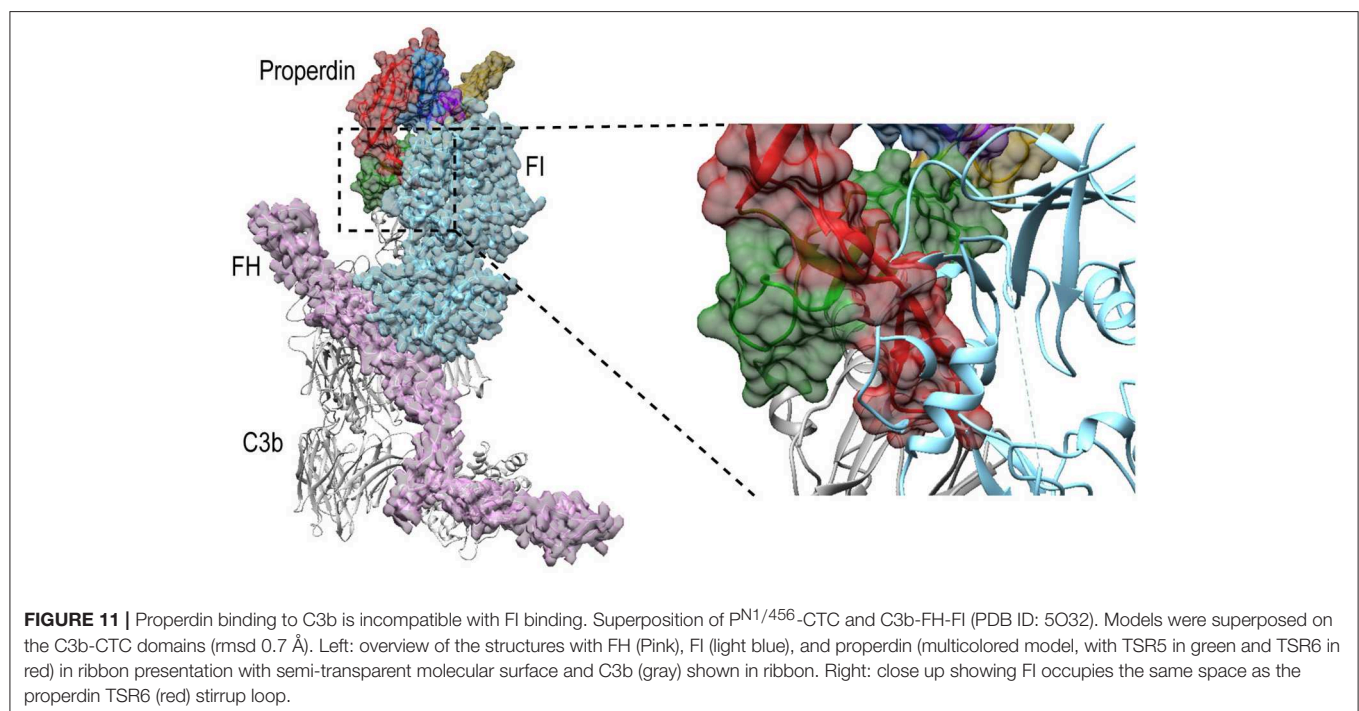 Properdin
FI
FH
C3b
FIGURE 11 | Properdin binding to C3b is incompatible with FI binding. Superposition of P^N1/456-CTC and C3b-FH-FI (PDB ID: 5O32). Models were superposed on
the C3b-CTC domains (rmsd 0.7 Å). Left: overview of the structures with FH (Pink), FI (light blue), and properdin (multicolored model, with TSR5 in green and TSR6 in
red) in ribbon presentation with semi-transparent molecular surface and C3b (gray) shown in ribbon. Right: close up showing FI occupies the same space as the
properdin TSR6 (red) stirrup loop.